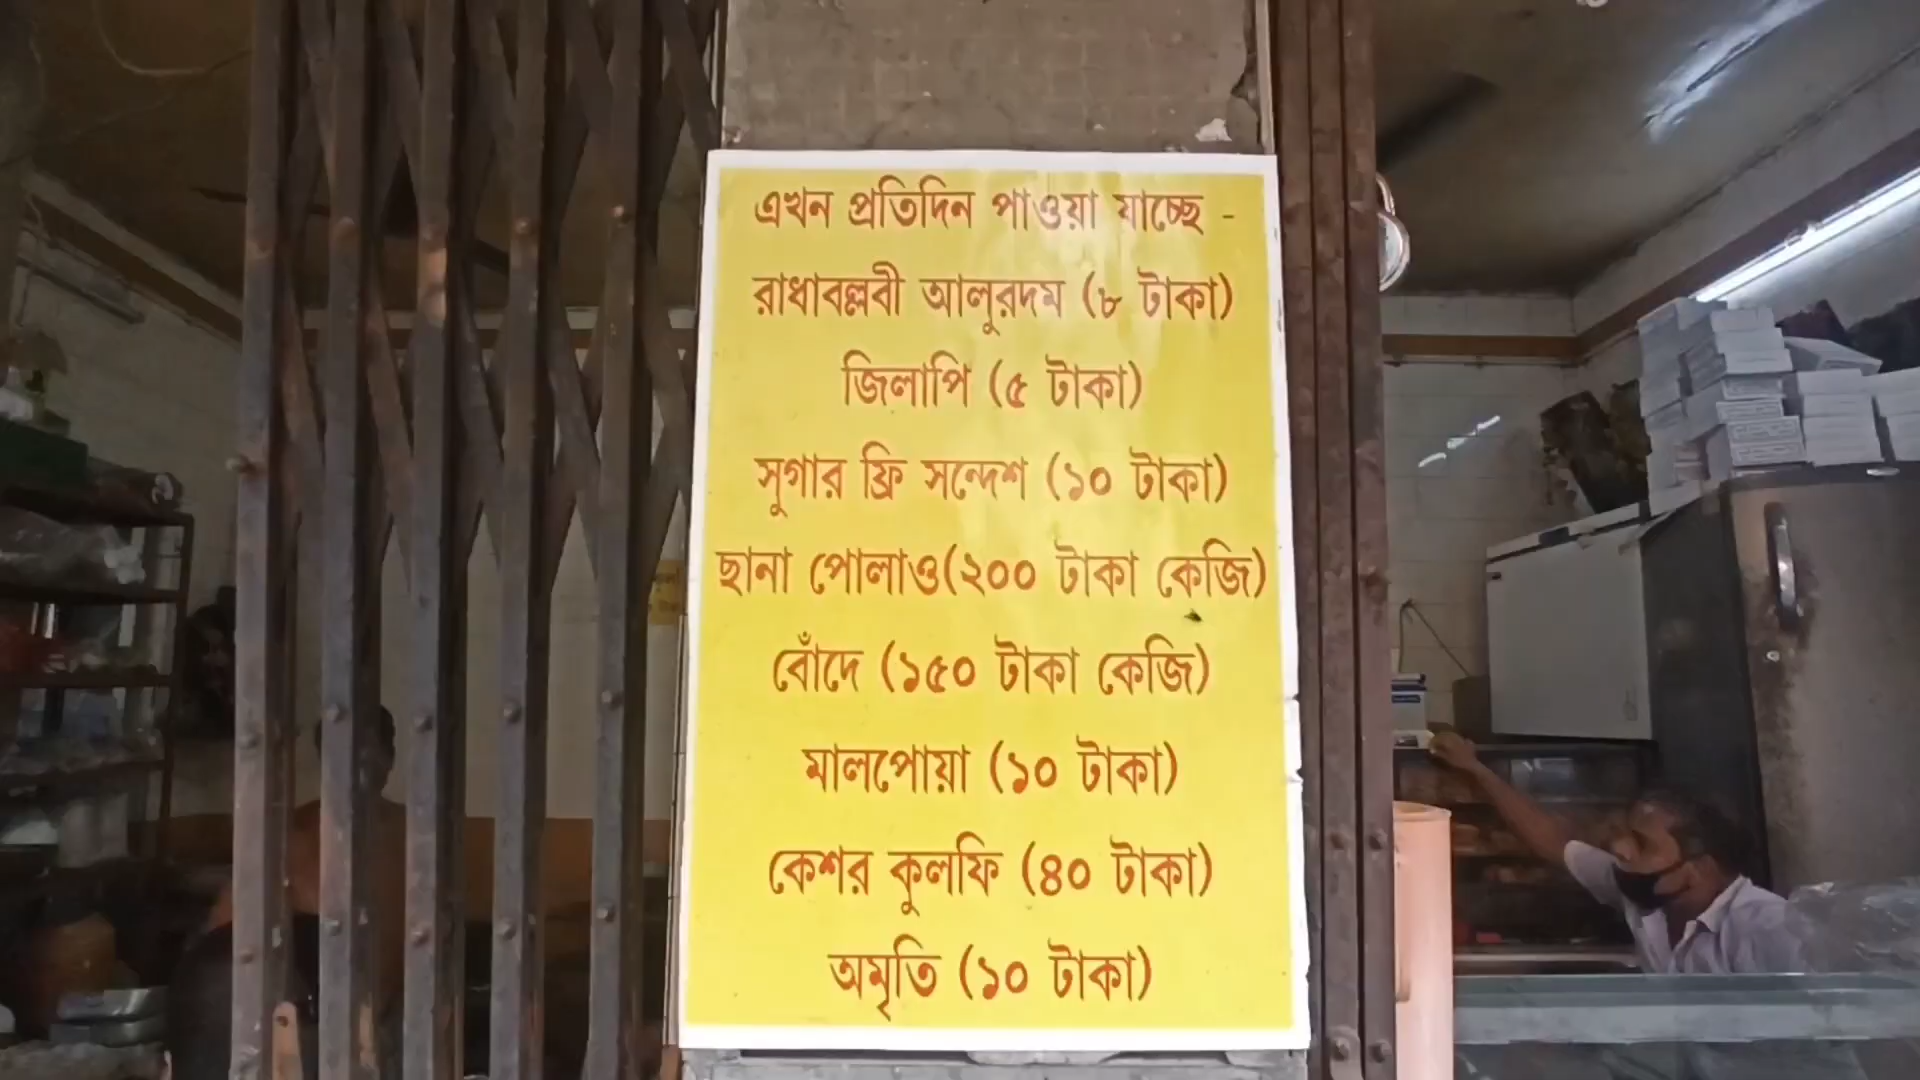 এখন প্রতিদিন পাওয়া যাচ্ছে -
রাধাবল্লবী আলুরদম (৮ টাকা)
জিলাপি (৫ টাকা)
সুগার ফ্রি সন্দেশ (১০ টাকা)
ছানা পোলাও(২০০ টাকা কেজি)
বোঁদে (১৫০ টাকা কেজি)
মালপোয়া (১০ টাকা)
কেশর কুলফি (৪০ টাকা)
অমৃতি (১০ টাকা)